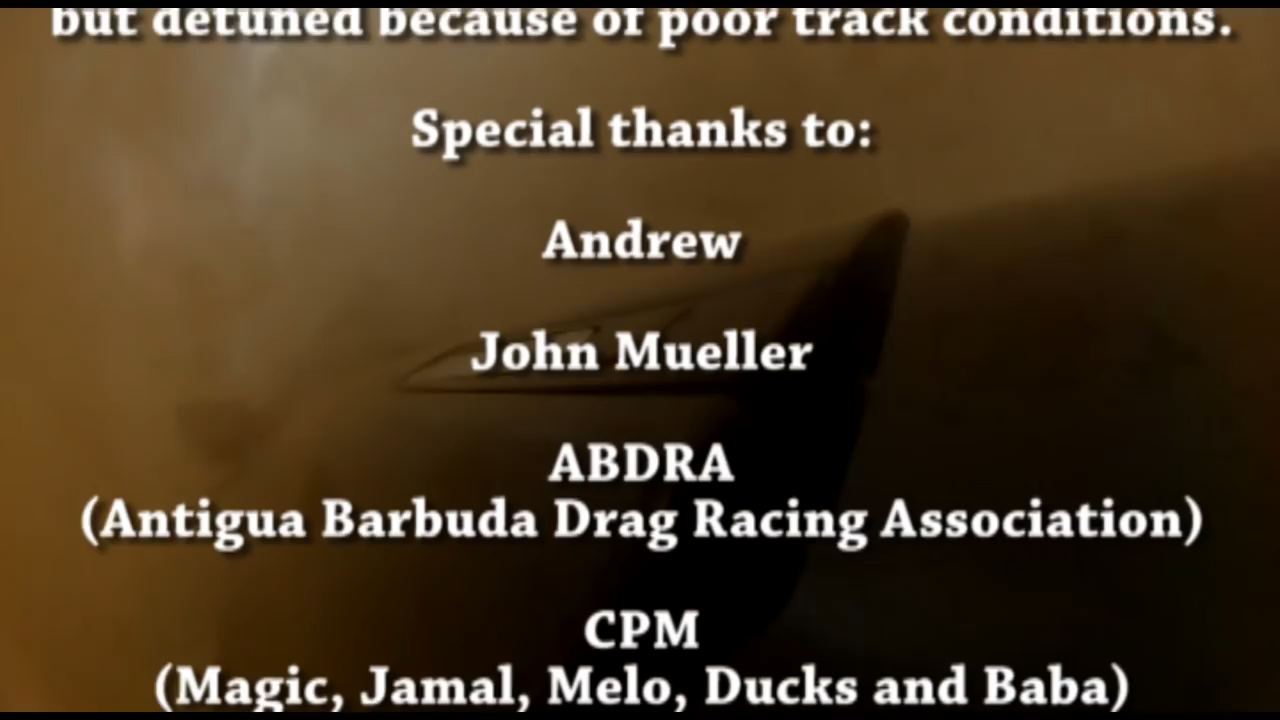 but detuned because of poor track conditions.
Special thanks to:
Andrew
John Mueller
ABDRA
(Antigua Barbuda Drag Racing Association)
CPM
(Magic, Jamal, Melo, Ducks and Baba)